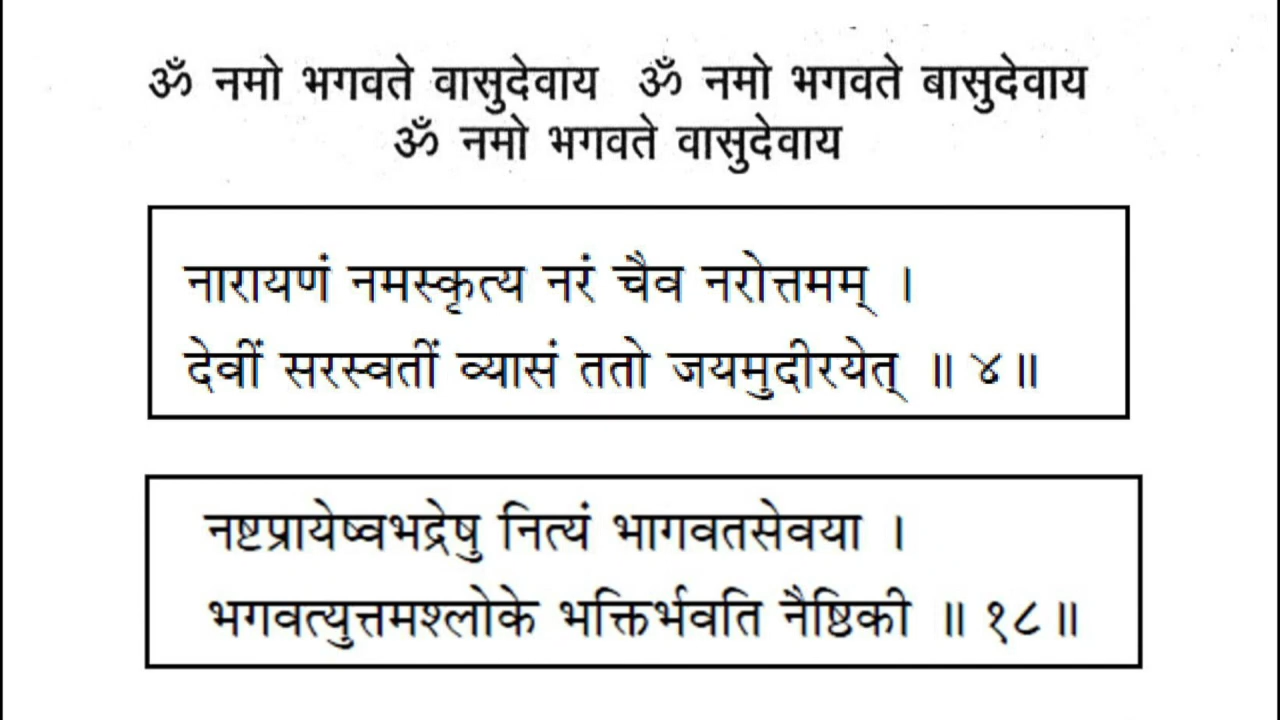 ॐ नमो भगवते वासुदेवाय ॐ नमो भगवते बासुदेवाय
ॐ नमो भगवते वासुदेवाय
नारायणं नमस्कृत्य नरं चैव नरोत्तमम् ।
देवीं सरस्वतीं व्यासं ततो जयमुदीरयेत् ॥ ४॥
नष्टप्रायेष्वभद्रेषु नित्यं भागवतसेवया ।
भगवत्युत्तमश्लोके भक्तिर्भवति नैष्ठिकी ॥ १८॥